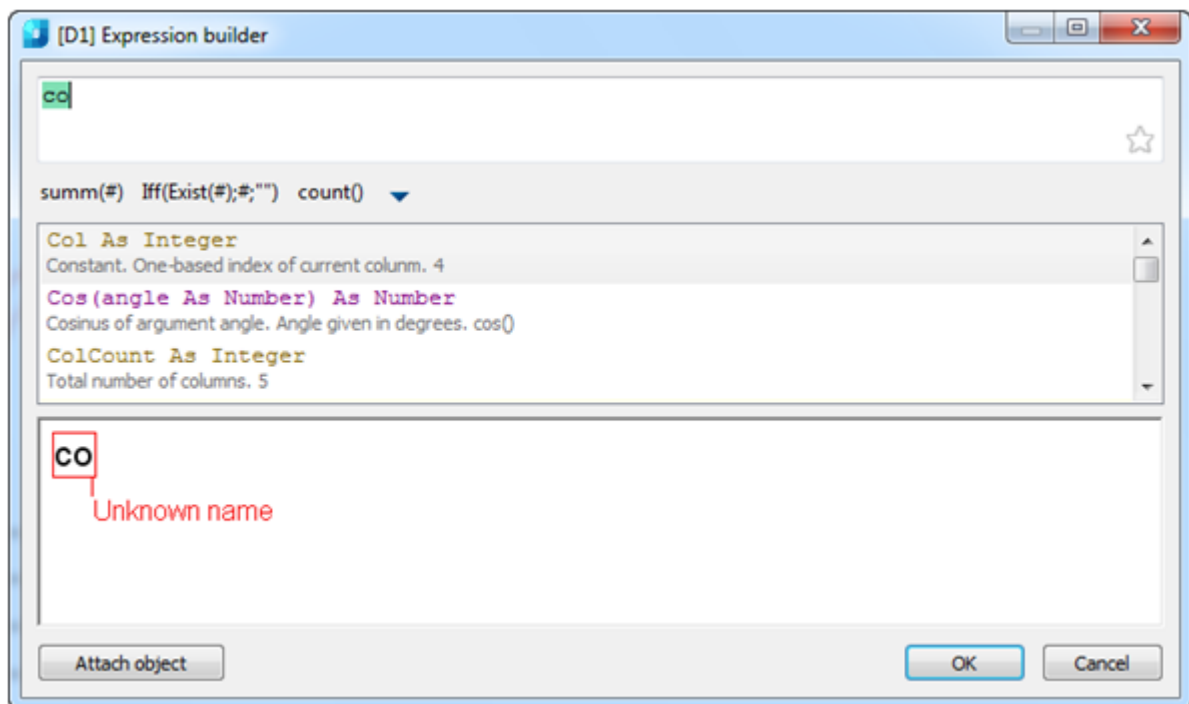 [D1] Expression builder
co
summ(#) Iff(Exist(#);#;"") count()
Col As Integer
Constant. One-based index of current colunm. 4
Cos(angle As Number) As Number
Cosinus of argument angle. Angle given in degrees. cos()
ColCount As Integer
Total number of columns. 5
co
Unknown name
Attach object OK Cancel